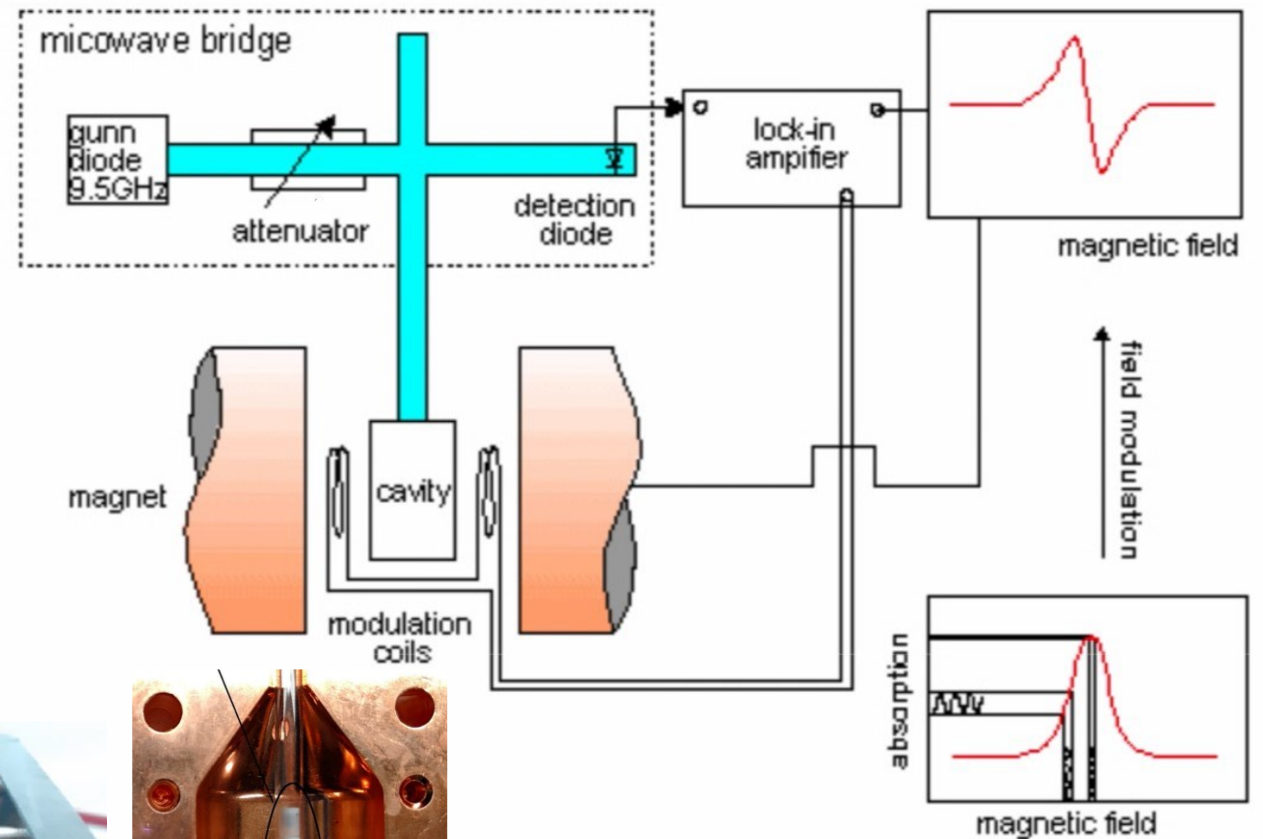 micowave bridge
gunn
diode
9.5GHz
attenuator
detection
diode
lock-in
ampifier
magnetic field
magnet
cavity
modulation
coils
field modulation
absorption
magnetic field